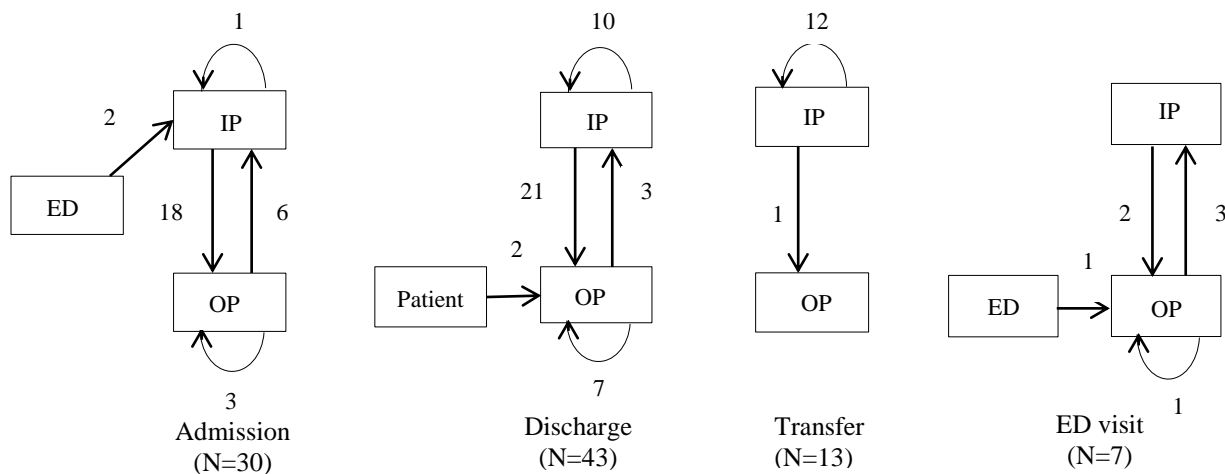 1
IP
2
ED
18
6
OP
3
Admission
(N=30)
10
IP
21
3
2
Patient
OP
7
Discharge
(N=43)
12
IP
1
OP
Transfer
(N=13)
IP
2
3
1
ED
OP
1
ED visit
(N=7)